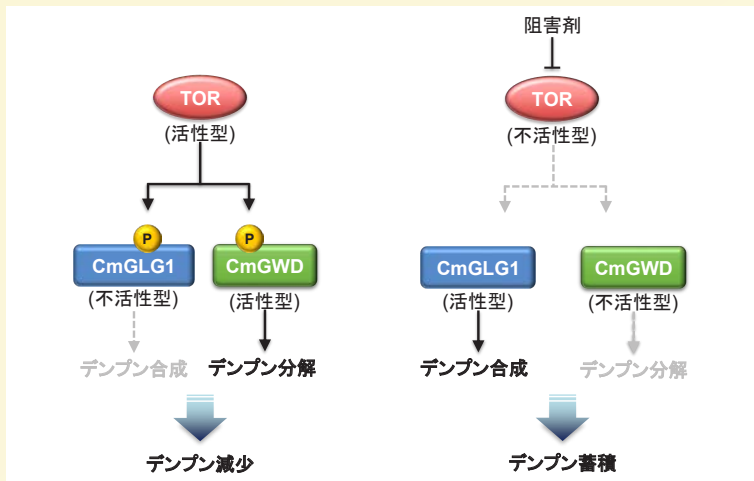 阻害剤
TOR
(活性型)
TOR
(不活性型)
P
P
CmGLG1
(不活性型)
CmGWD
(活性型)
CmGLG1
(活性型)
CmGWD
(不活性型)
デンプン合成
デンプン分解
デンプン合成
デンプン分解
デンプン減少
デンプン蓄積